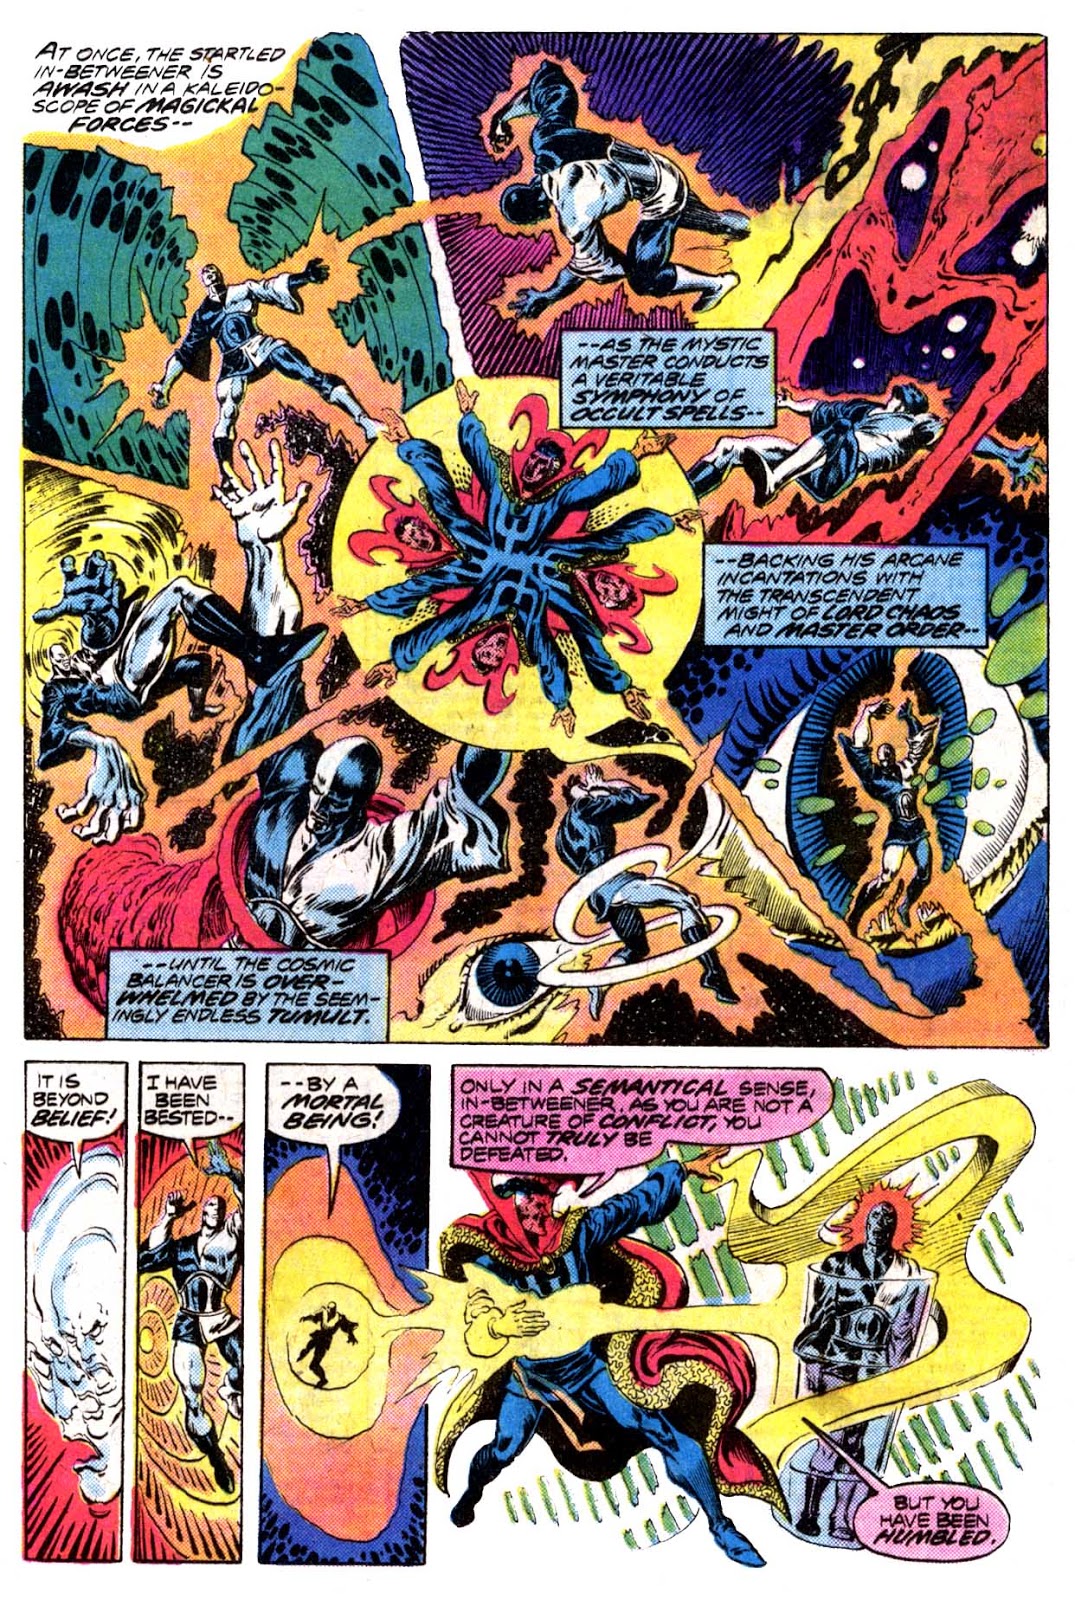 AT ONCE, THE STARTLED
IN-BETWEENER IS
AWASH IN A KALEIDO-
SCOPE OF MAGICKAL
FORCES--
--AS THE MYSTIC
MASTER CONDUCTS
A VERITABLE
SYMPHONY OF
OCCULT SPELLS--
--BACKING HIS ARCANE
INCANTATIONS WITH
THE TRANSCENDENT
MIGHT OF LORD CHAOS
AND MASTER ORDER--
--UNTIL THE COSMIC
BALANCER IS OVER-
WHELMED BY THE SEEM-
INGLY ENDLESS TUMULT.
IT IS
BEYOND
BELIEF!
I HAVE
BEEN
BESTED--
--BY A
MORTAL
BEING!
ONLY IN A SEMANTICAL SENSE,
IN-BETWEENER. AS YOU ARE NOT A
CREATURE OF CONFLICT, YOU
CANNOT TRULY BE
DEFEATED.
BUT YOU
HAVE BEEN
HUMBLED.